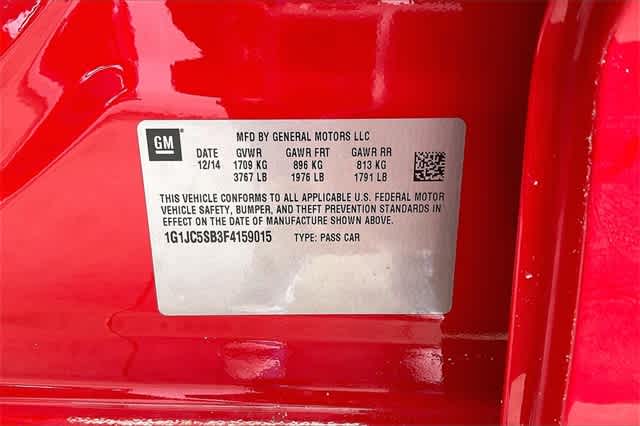 GM
MFD BY GENERAL MOTORS LLC
DATE GVWR GAWR FRT GAWR RR
12/14 1709 KG 896 KG 813 KG
3767 LB 1976 LB 1791 LB
THIS VEHICLE CONFORMS TO ALL APPLICABLE U.S. FEDERAL MOTOR
VEHICLE SAFETY, BUMPER, AND THEFT PREVENTION STANDARDS IN
EFFECT ON THE DATE OF MANUFACTURE SHOWN ABOVE.
1G1JC5SB3F4159015 TYPE: PASS CAR